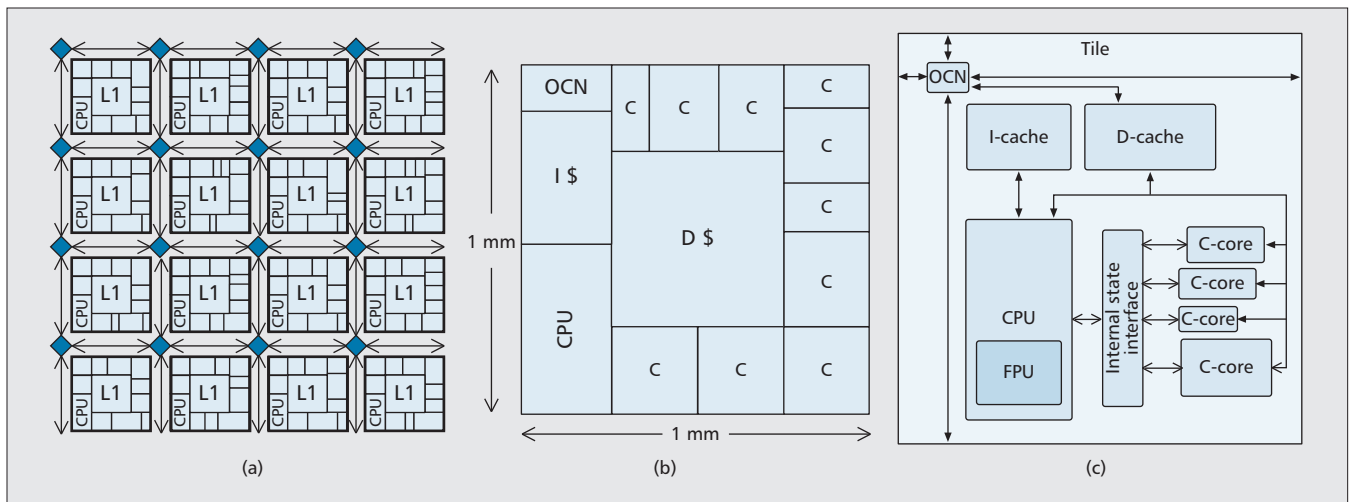 CPU
L1
CPU
L1
CPU
L1
CPU
L1
CPU
L1
CPU
L1
CPU
L1
CPU
L1
CPU
L1
CPU
L1
CPU
L1
CPU
L1
CPU
L1
CPU
L1
CPU
L1
CPU
L1
(a)
1 mm
OCN
C
C
C
C
I $
C
D $
C
CPU
C
C
C
C
1 mm
(b)
Tile
OCN
I-cache
D-cache
CPU
FPU
Internal state
interface
C-core
C-core
C-core
C-core
(c)